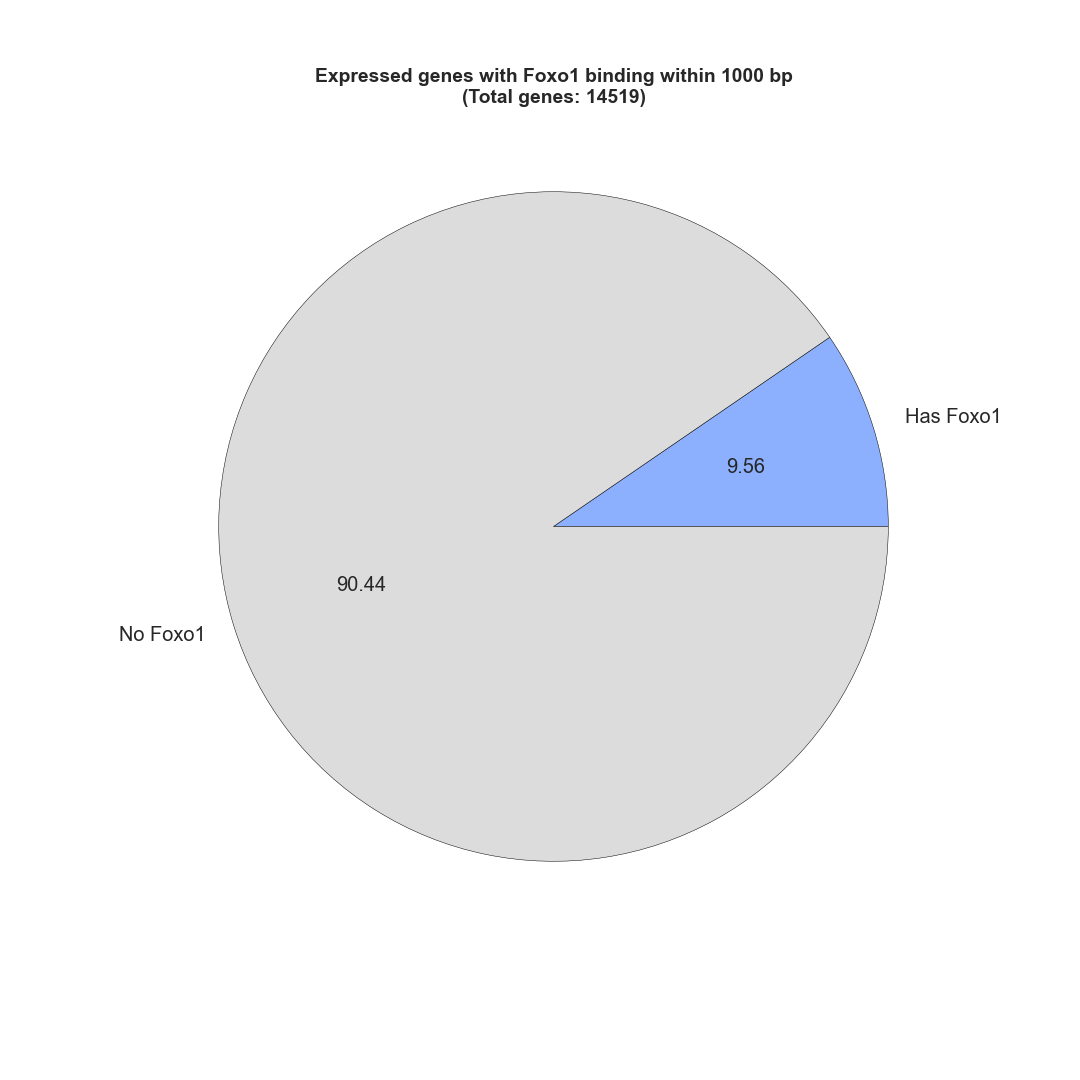 Expressed genes with Foxo1 binding within 1000 bp
(Total genes: 14519)
Has Foxo1
9.56
90.44
No Foxo1